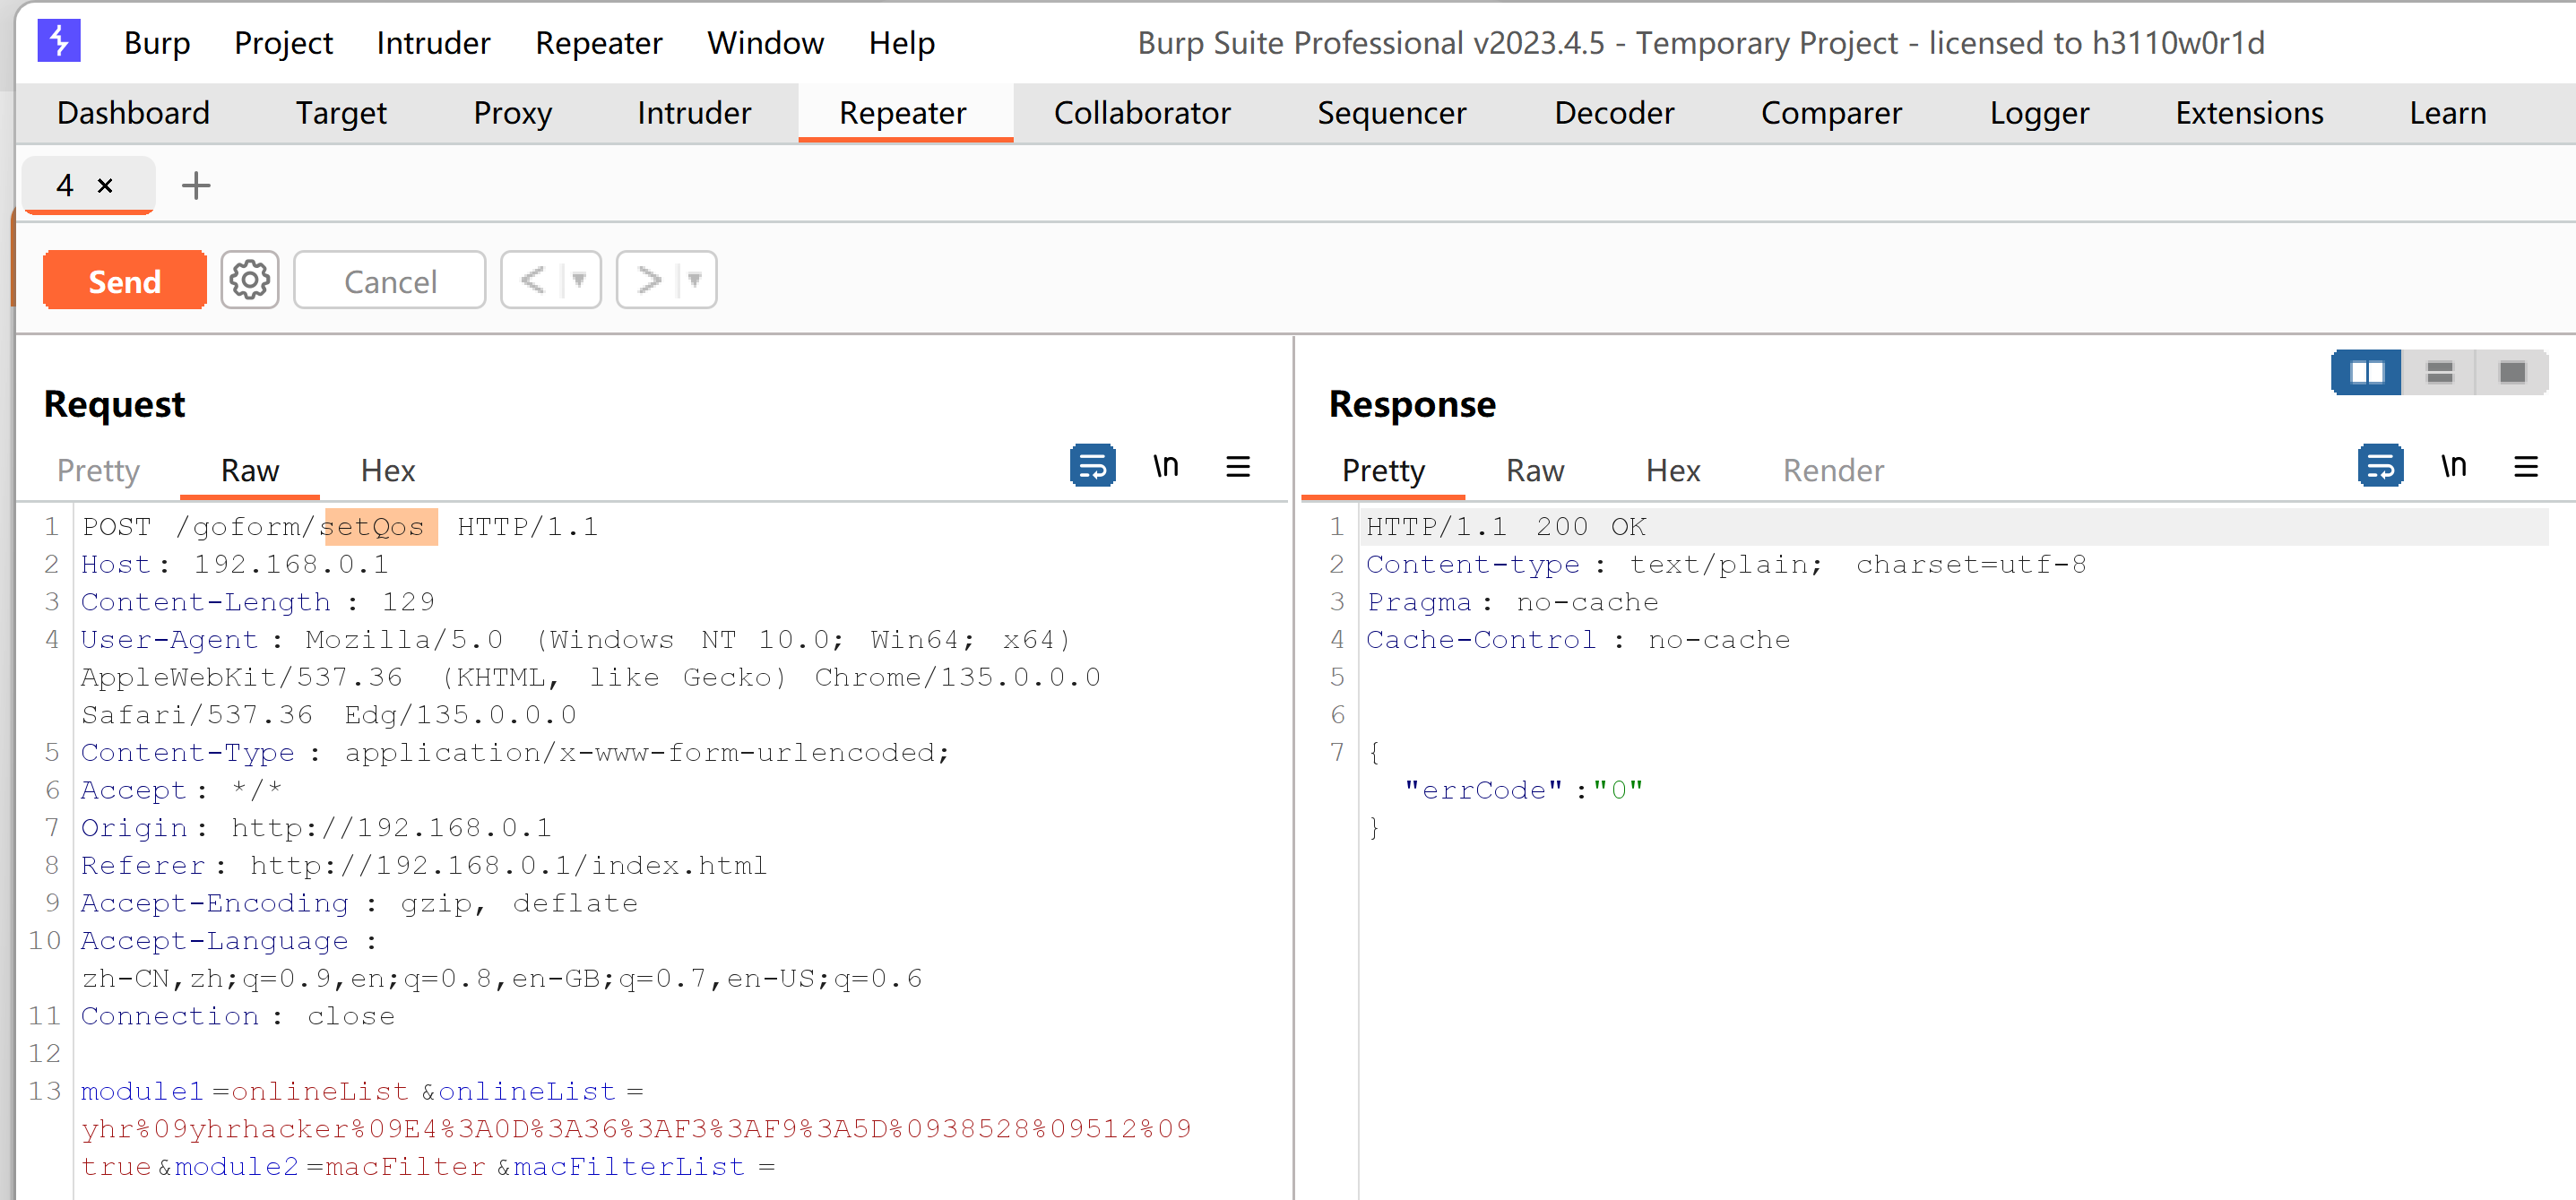 Burp Project Intruder Repeater Window Help Burp Suite Professional v2023.4.5 - Temporary Project - licensed to h3110w0r1d
Dashboard Target Proxy Intruder Repeater Collaborator Sequencer Decoder Comparer Logger Extensions Learn
4 × +
Send Cancel < >
Request
Pretty Raw Hex \n
1 POST /goform/setQos HTTP/1.1
2 Host: 192.168.0.1
3 Content-Length: 129
4 User-Agent: Mozilla/5.0 (Windows NT 10.0; Win64; x64)
AppleWebKit/537.36 (KHTML, like Gecko) Chrome/135.0.0.0
Safari/537.36 Edg/135.0.0.0
5 Content-Type: application/x-www-form-urlencoded;
6 Accept: */*
7 Origin: http://192.168.0.1
8 Referer: http://192.168.0.1/index.html
9 Accept-Encoding: gzip, deflate
10 Accept-Language:
zh-CN,zh;q=0.9,en;q=0.8,en-GB;q=0.7,en-US;q=0.6
11 Connection: close
12
13 module1=onlineList&onlineList=
yhr%09yhrhacker%09E4%3A0D%3A36%3AF3%3AF9%3A5D%0938528%09512%09
true&module2=macFilter&macFilterList=
Response
Pretty Raw Hex Render \n
1 HTTP/1.1 200 OK
2 Content-type: text/plain; charset=utf-8
3 Pragma: no-cache
4 Cache-Control: no-cache
5
6
7 {
"errCode":"0"
}